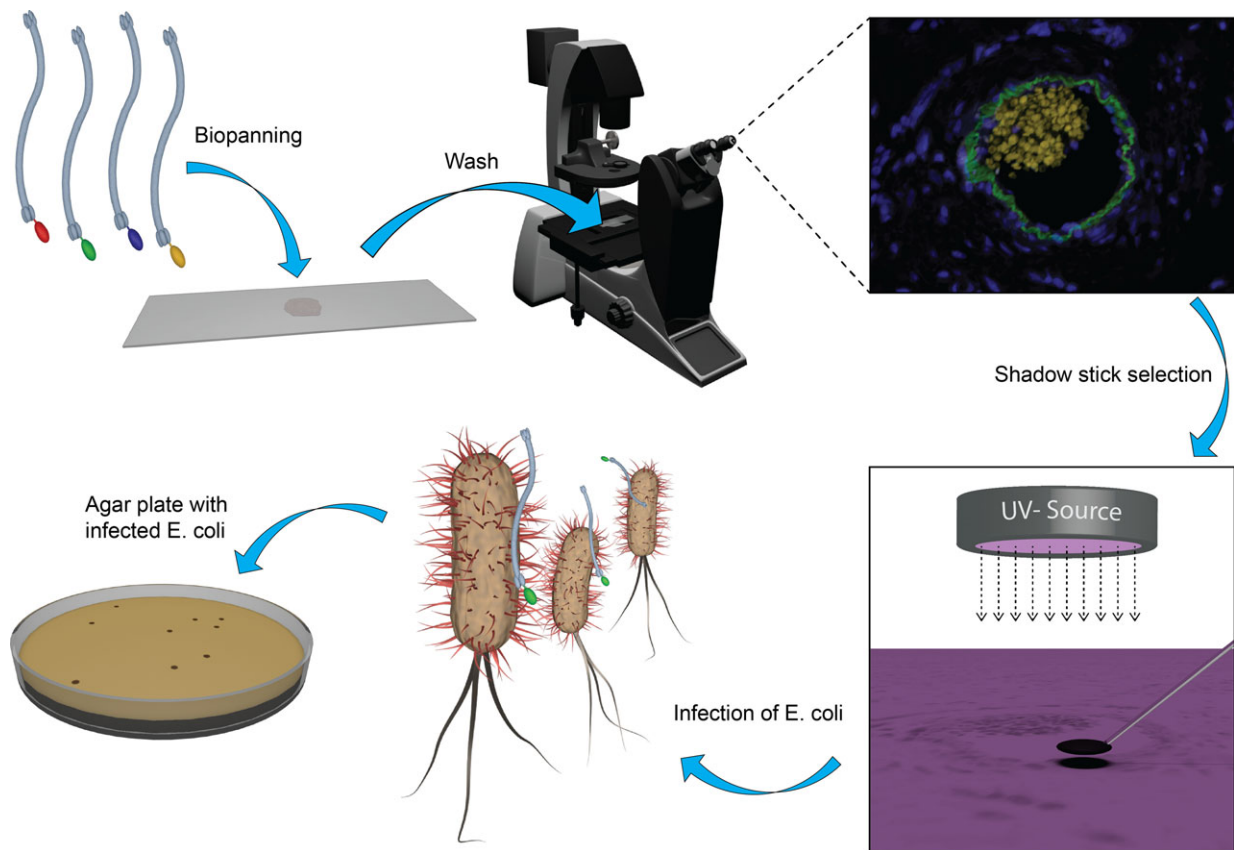 Biopanning
Wash
Shadow stick selection
UV- Source
Infection of E. coli
Agar plate with
infected E. coli